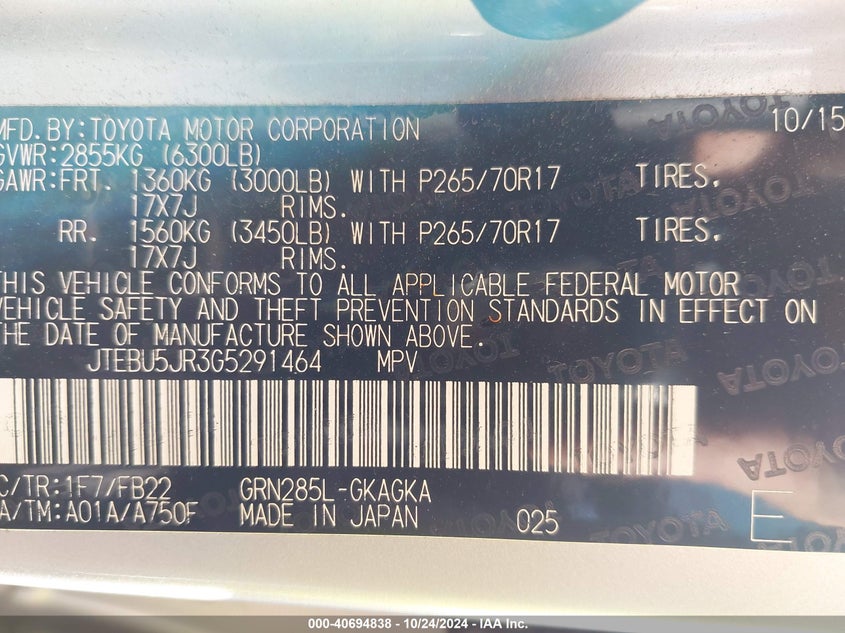 MFD.BY:TOYOTA MOTOR CORPORATION 10/15
GVWR:2855KG (6300LB)
GAWR:FRT. 1360KG (3000LB) WITH P265/70R17 TIRES.
17X7J RIMS.
RR. 1560KG (3450LB) WITH P265/70R17 TIRES.
17X7J RIMS.
THIS VEHICLE CONFORMS TO ALL APPLICABLE FEDERAL MOTOR
VEHICLE SAFETY AND THEFT PREVENTION STANDARDS IN EFFECT ON
THE DATE OF MANUFACTURE SHOWN ABOVE.
JTEBU5JR3G5291464 MPV
C/TR:1F7/FB22 GRN285L-GKAGKA
A/TM:A01A/A750F MADE IN JAPAN 025 E
TOYOTA
000-40694838 - 10/24/2024 - IAA Inc.